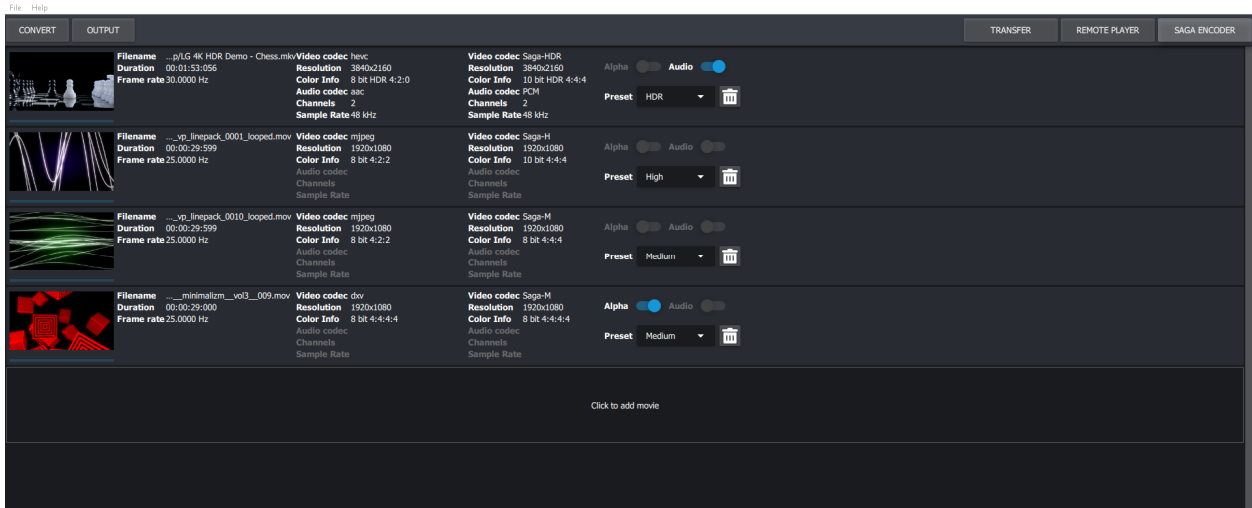 File Help
CONVERT OUTPUT TRANSFER REMOTE PLAYER SAGA ENCODER
Filename ...p/LG 4K HDR Demo - Chess.mkv Video codec hevc Video codec Saga-HDR
Duration 00:01:53:056 Resolution 3840x2160 Resolution 3840x2160 Alpha Audio
Frame rate 30.0000 Hz Color Info 8 bit HDR 4:2:0 Color Info 10 bit HDR 4:4:4
Audio codec aac Audio codec PCM
Channels 2 Channels 2 Preset HDR
Sample Rate 48 kHz Sample Rate 48 kHz
Filename ..._vp_linepack_0001_looped.mov Video codec mjpeg Video codec Saga-H
Duration 00:00:29:599 Resolution 1920x1080 Resolution 1920x1080 Alpha Audio
Frame rate 25.0000 Hz Color Info 8 bit 4:2:2 Color Info 10 bit 4:4:4
Audio codec Audio codec
Channels Channels Preset High
Sample Rate Sample Rate
Filename ..._vp_linepack_0010_looped.mov Video codec mjpeg Video codec Saga-M
Duration 00:00:29:599 Resolution 1920x1080 Resolution 1920x1080 Alpha Audio
Frame rate 25.0000 Hz Color Info 8 bit 4:2:2 Color Info 8 bit 4:4:4
Audio codec Audio codec
Channels Channels Preset Medium
Sample Rate Sample Rate
Filename ...__minimalizm__vol3__009.mov Video codec dxv Video codec Saga-M
Duration 00:00:29:000 Resolution 1920x1080 Resolution 1920x1080 Alpha Audio
Frame rate 25.0000 Hz Color Info 8 bit 4:4:4:4 Color Info 8 bit 4:4:4:4
Audio codec Audio codec
Channels Channels Preset Medium
Sample Rate Sample Rate
Click to add movie